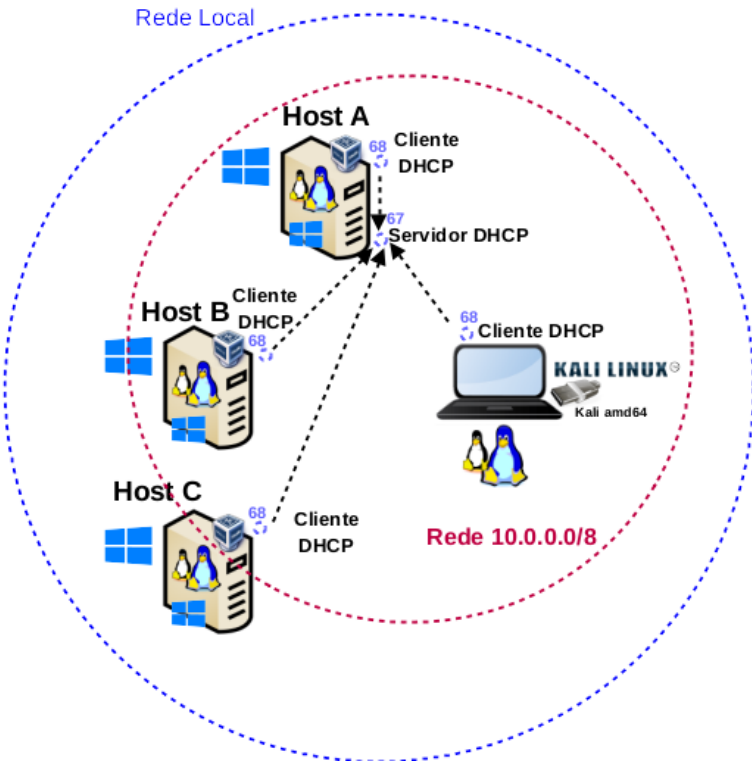 Rede Local
Host A
68
Cliente
DHCP
67
Servidor DHCP
Host B
Cliente
DHCP
68
68
Cliente DHCP
KALI LINUX
Kali amd64
Host C
68
Cliente
DHCP
Rede 10.0.0.0/8